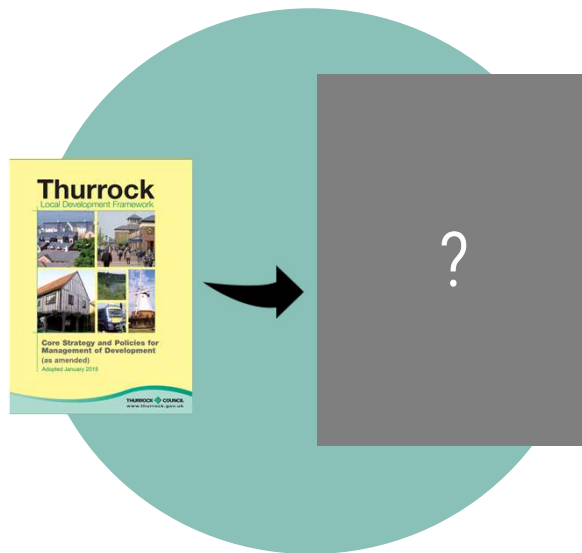 Thurrock
Local Development Framework
Core Strategy and Policies for
Management of Development
(as amended)
Adopted January 2015
THURROCK COUNCIL
www.thurrock.gov.uk
?